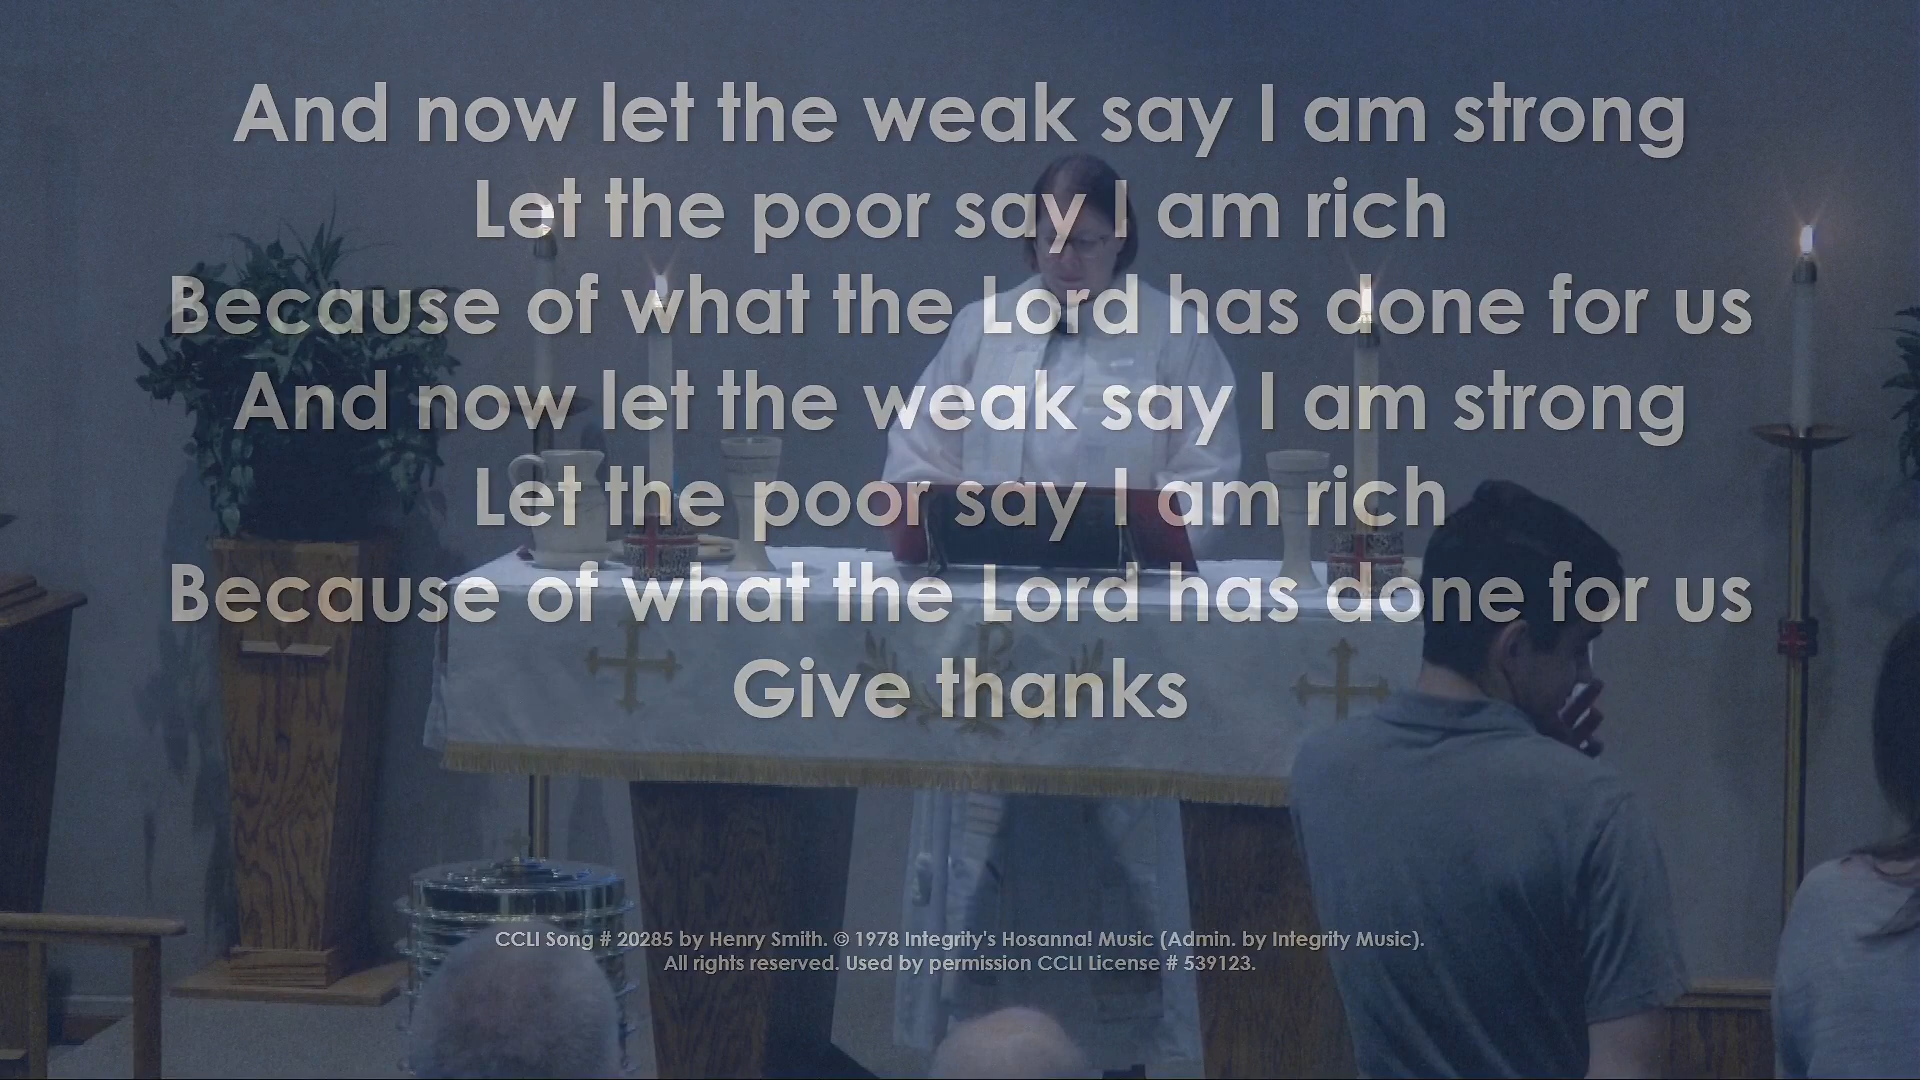 And now let the weak say I am strong
Let the poor say I am rich
Because of what the Lord has done for us
And now let the weak say I am strong
Let the poor say I am rich
Because of what the Lord has done for us
Give thanks
CCLI Song # 20285 by Henry Smith. © 1978 Integrity's Hosanna! Music (Admin. by Integrity Music).
All rights reserved. Used by permission CCLI License # 539123.